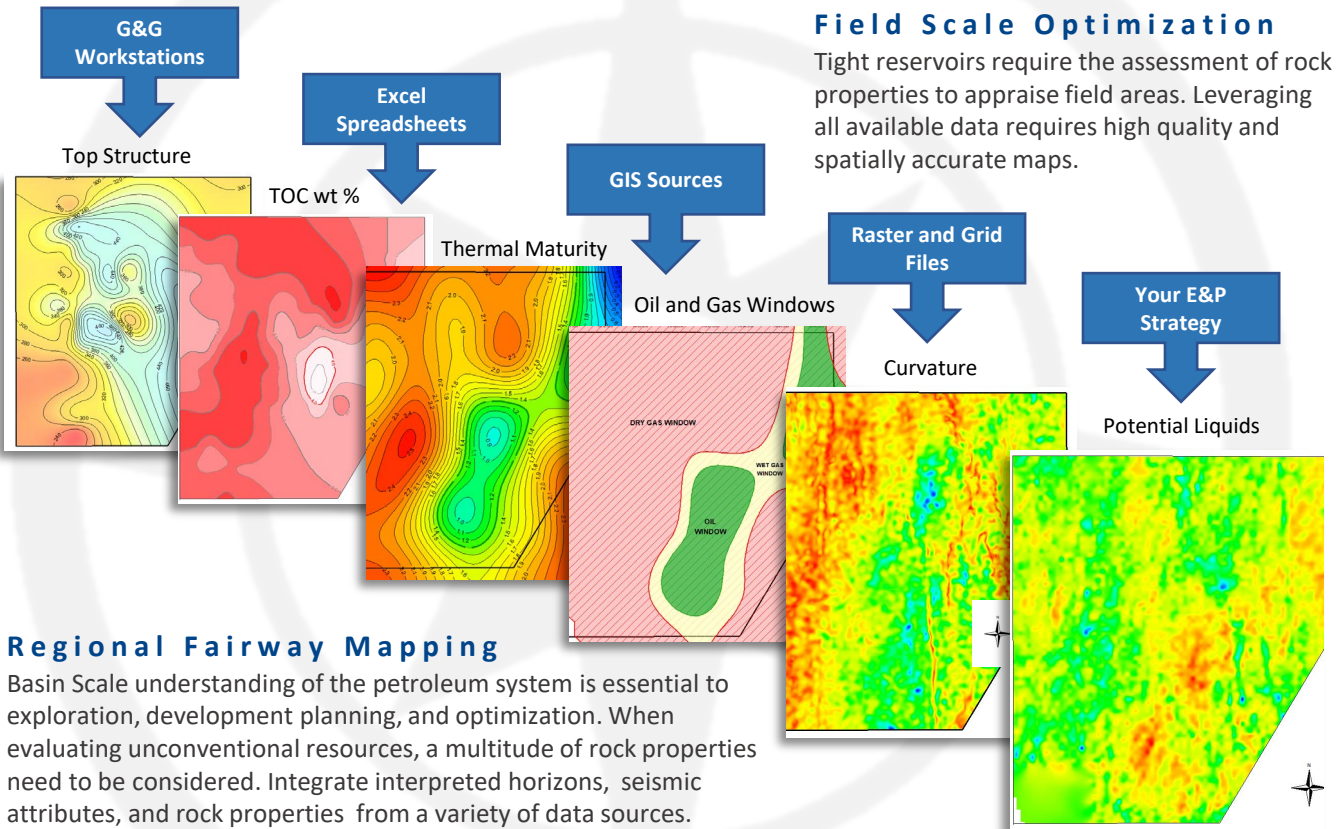 G&G
Workstations
Field Scale Optimization
Tight reservoirs require the assessment of rock
properties to appraise field areas. Leveraging
all available data requires high quality and
spatially accurate maps.
Excel
Spreadsheets
Top Structure
GIS Sources
TOC wt %
Raster and Grid
Files
Thermal Maturity
Your E&P
Strategy
Oil and Gas Windows
Curvature
Potential Liquids
DRY GAS WINDOW
WET GAS
WINDOW
OIL
WINDOW
Regional Fairway Mapping
Basin Scale understanding of the petroleum system is essential to
exploration, development planning, and optimization. When
evaluating unconventional resources, a multitude of rock properties
need to be considered. Integrate interpreted horizons, seismic
attributes, and rock properties from a variety of data sources.